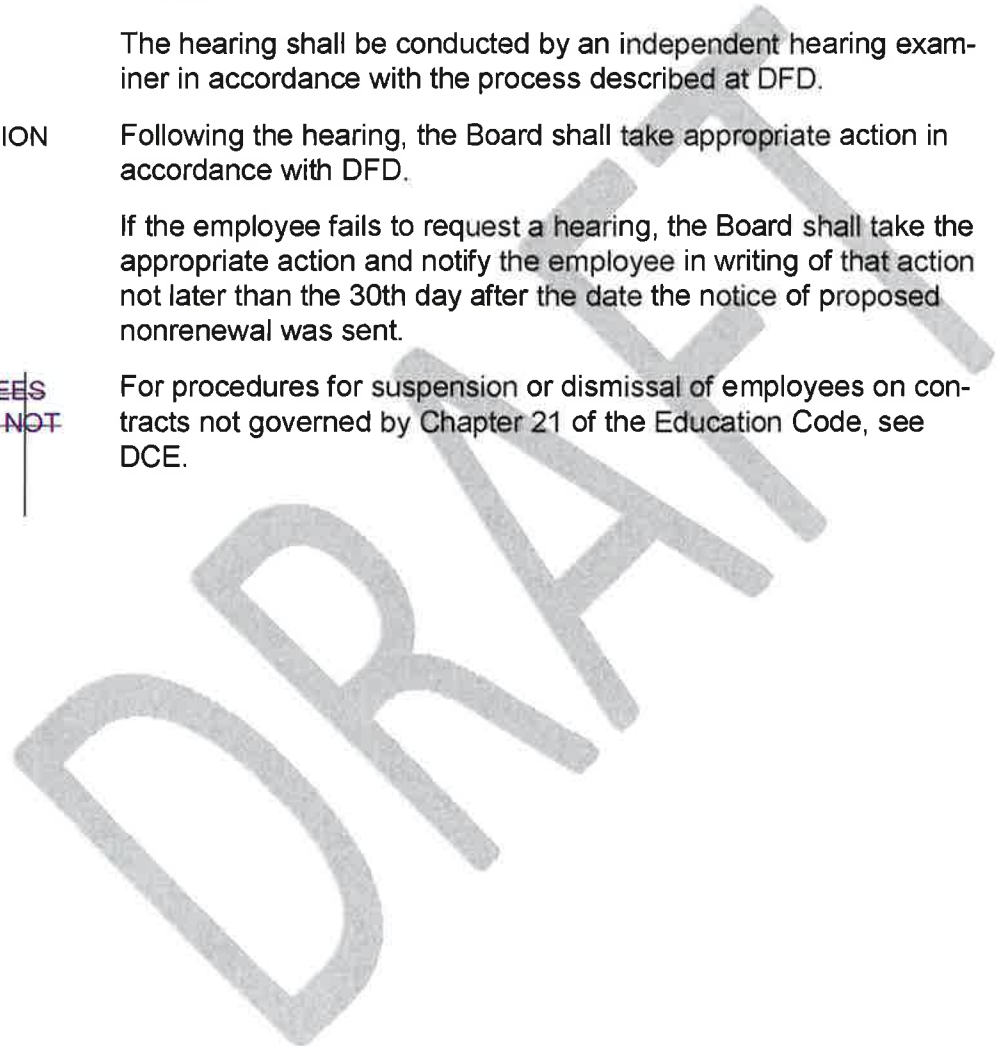 The hearing shall be conducted by an independent hearing exam-
iner in accordance with the process described at DFD.
ION
Following the hearing, the Board shall take appropriate action in
accordance with DFD.
If the employee fails to request a hearing, the Board shall take the
appropriate action and notify the employee in writing of that action
not later than the 30th day after the date the notice of proposed
nonrenewal was sent.
EES
NOT
For procedures for suspension or dismissal of employees on con-
tracts not governed by Chapter 21 of the Education Code, see
DCE.
DRAFT